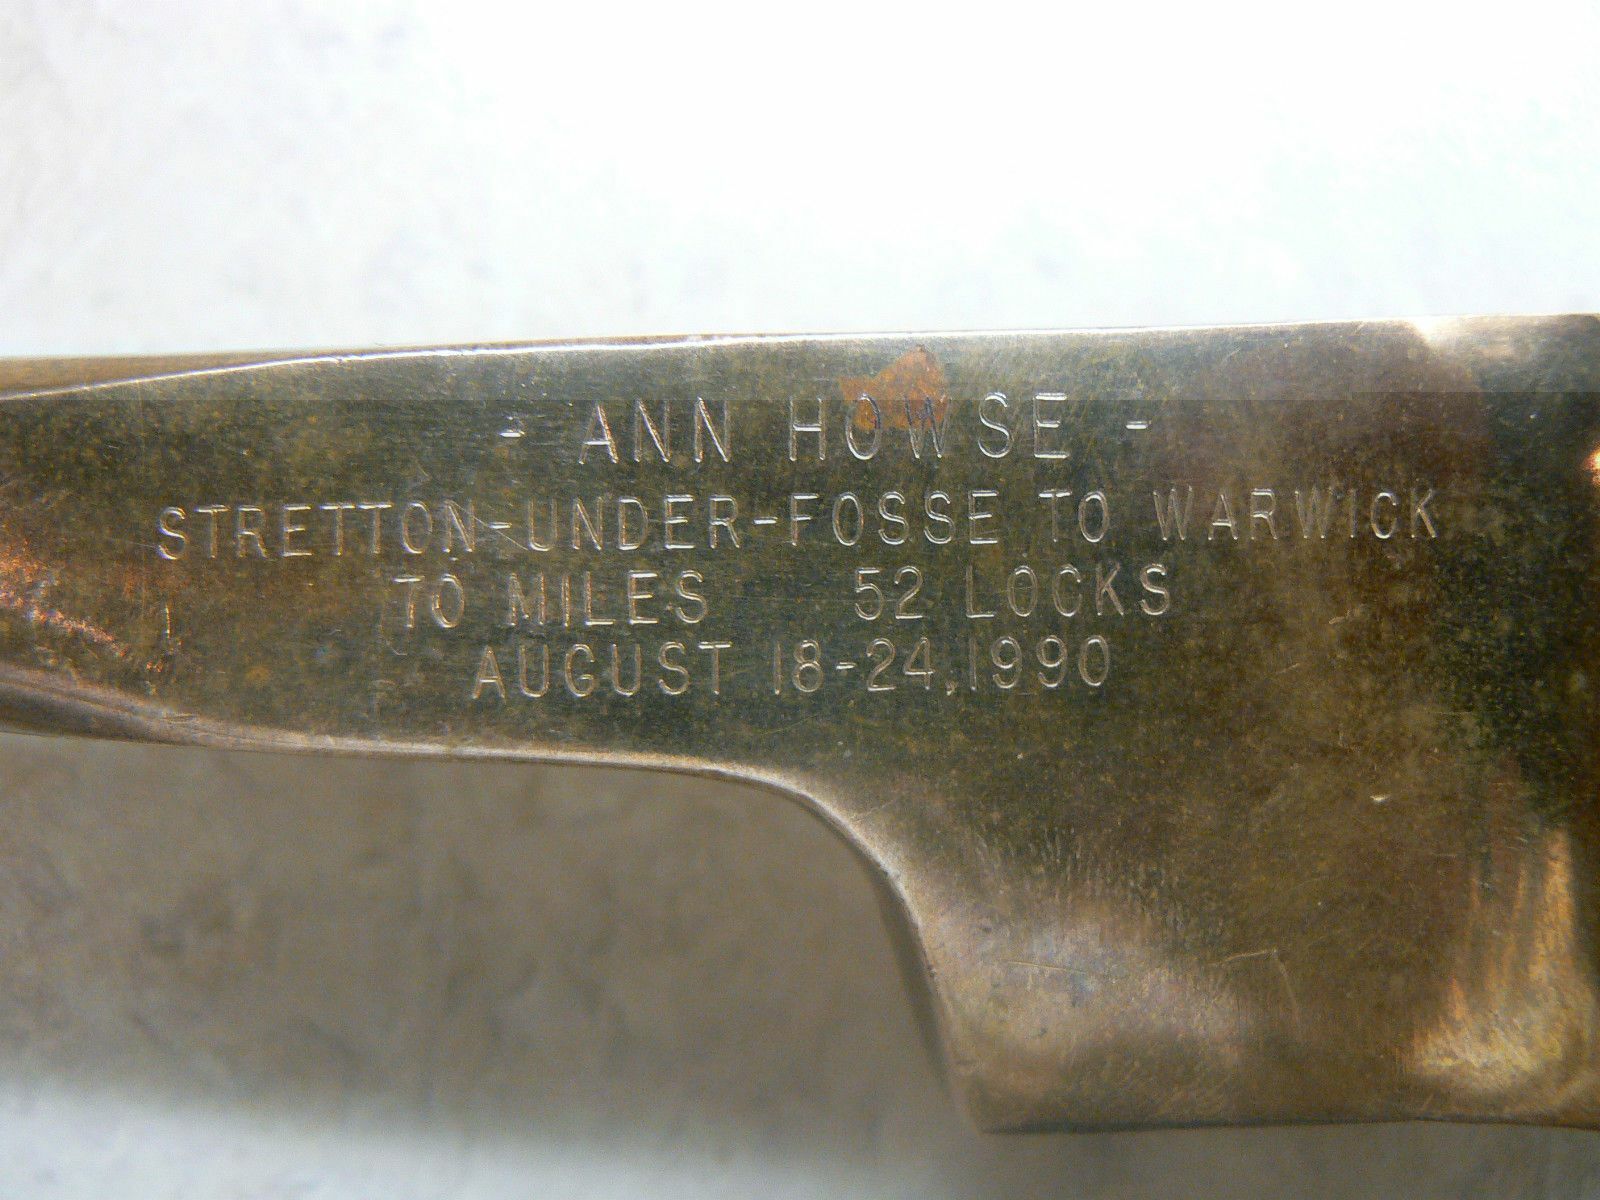 - ANN HOWSE -
STRETTON-UNDER-FOSSE TO WARWICK
70 MILES 52 LOCKS
AUGUST 18-24,1990